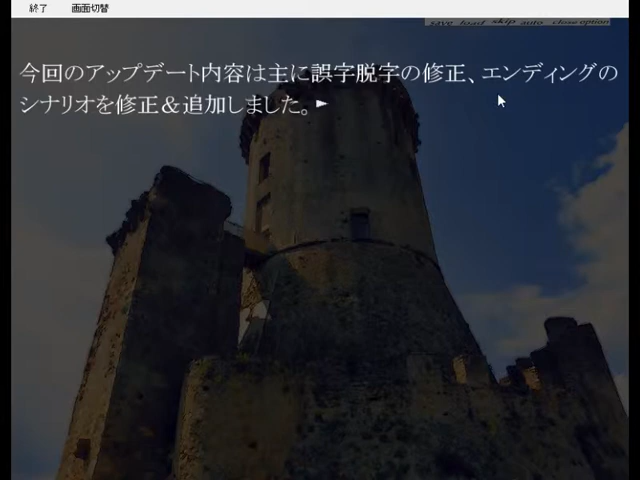 終了 画面切替
save load skip auto close option
今回のアップデート内容は主に誤字脱字の修正、エンディングの
シナリオを修正＆追加しました。